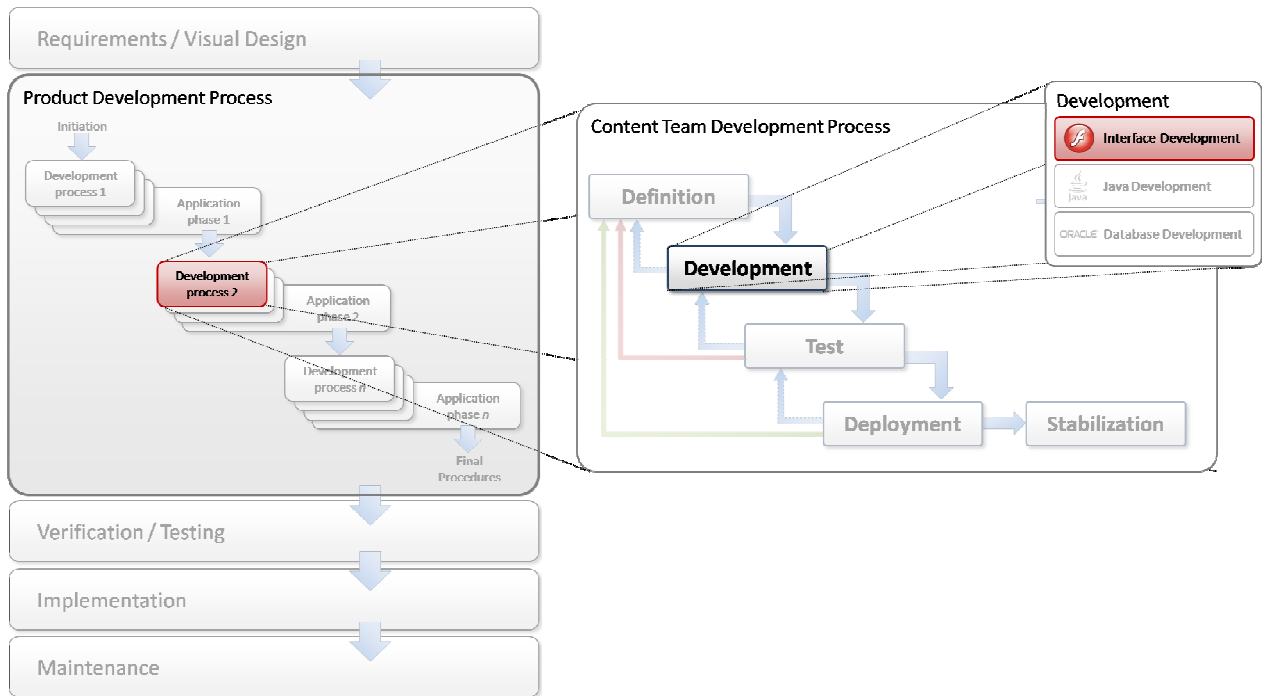 Requirements / Visual Design
Product Development Process
Initiation
Development
process 1
Application
phase 1
Development
process 2
Application
phase 2
Development
process n
Application
phase n
Final
Procedures
Verification / Testing
Implementation
Maintenance
Content Team Development Process
Definition
Development
Test
Deployment
Stabilization
Development
Interface Development
Java
Java Development
ORACLE
Database Development